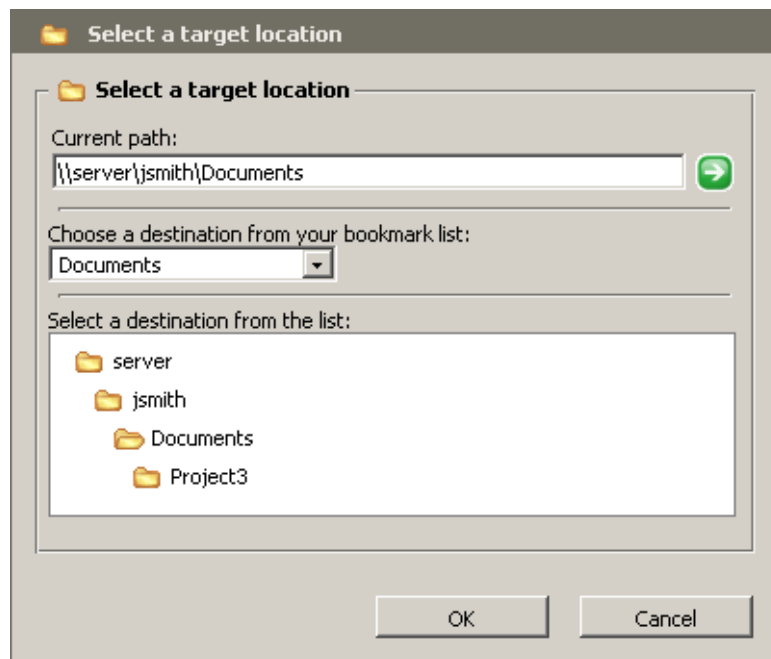 Select a target location
Select a target location
Current path:
\\server\jsmith\Documents
Choose a destination from your bookmark list:
Documents
Select a destination from the list:
server
jsmith
Documents
Project3
OK Cancel